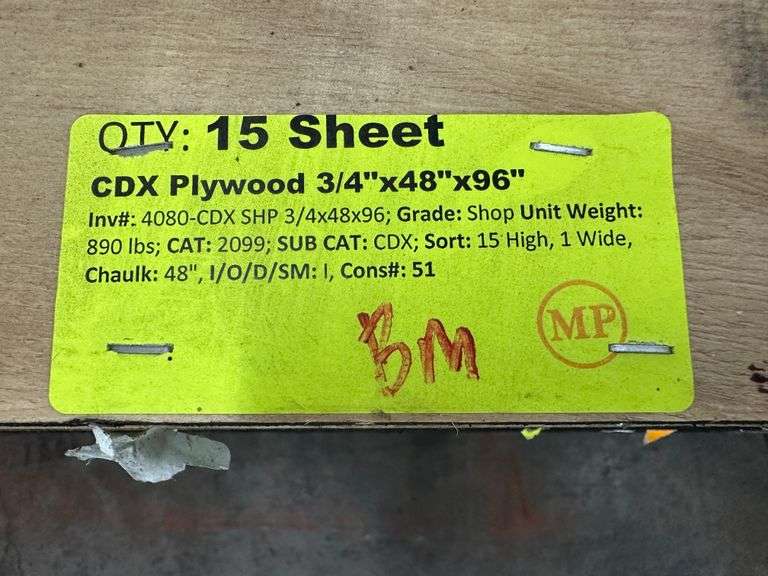 QTY: 15 Sheet
CDX Plywood 3/4"x48"x96"
Inv#: 4080-CDX SHP 3/4x48x96; Grade: Shop Unit Weight:
890 lbs; CAT: 2099; SUB CAT: CDX; Sort: 15 High, 1 Wide,
Chaulk: 48", I/O/D/SM: I, Cons#: 51
BM
MP